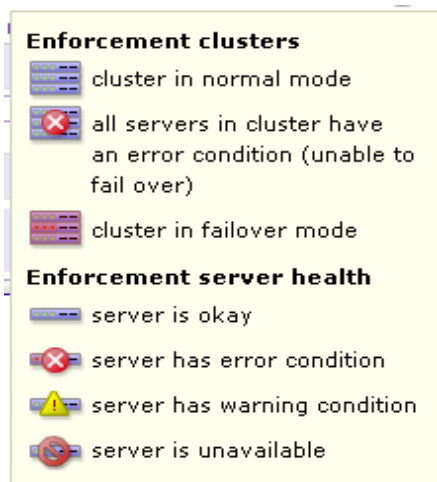 Enforcement clusters
cluster in normal mode
all servers in cluster have
an error condition (unable to
fail over)
cluster in failover mode
Enforcement server health
server is okay
server has error condition
server has warning condition
server is unavailable